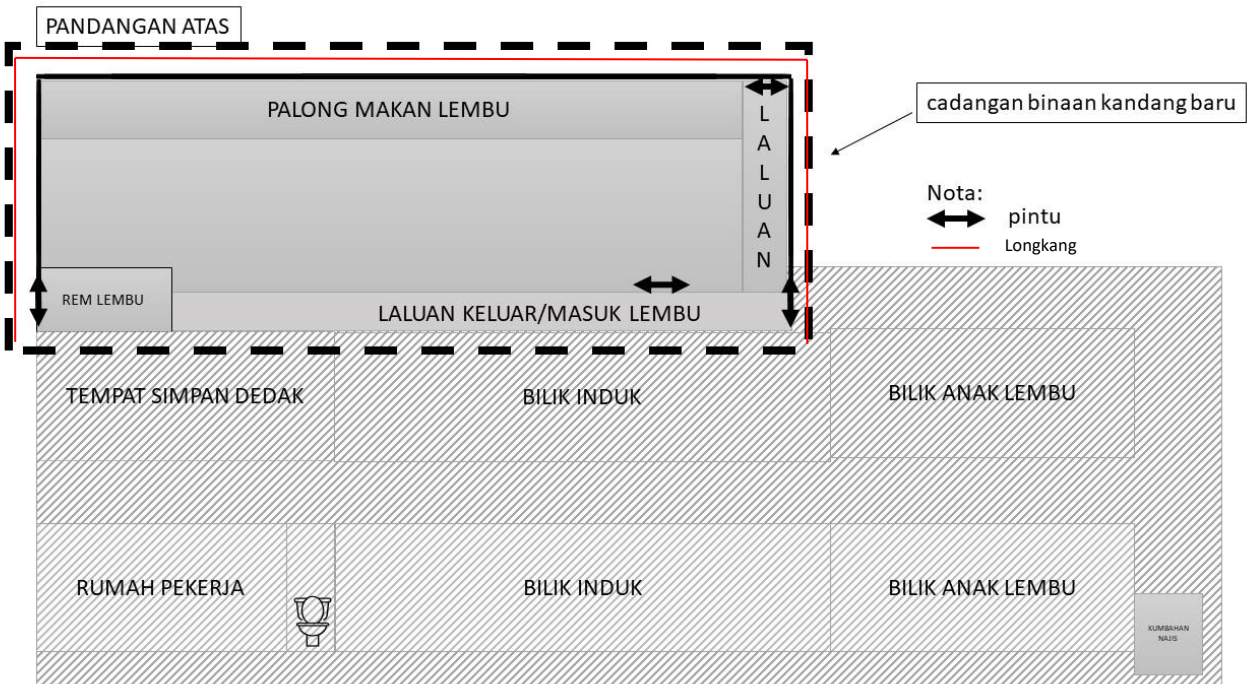 PANDANGAN ATAS
PALONG MAKAN LEMBU
LALUAN
cadangan binaan kandang baru
Nota:
pintu
Longkang
REM LEMBU
LALUAN KELUAR/MASUK LEMBU
TEMPAT SIMPAN DEDAK
BILIK INDUK
BILIK ANAK LEMBU
RUMAH PEKERJA
BILIK INDUK
BILIK ANAK LEMBU
KUMBAHAN
NAJIS